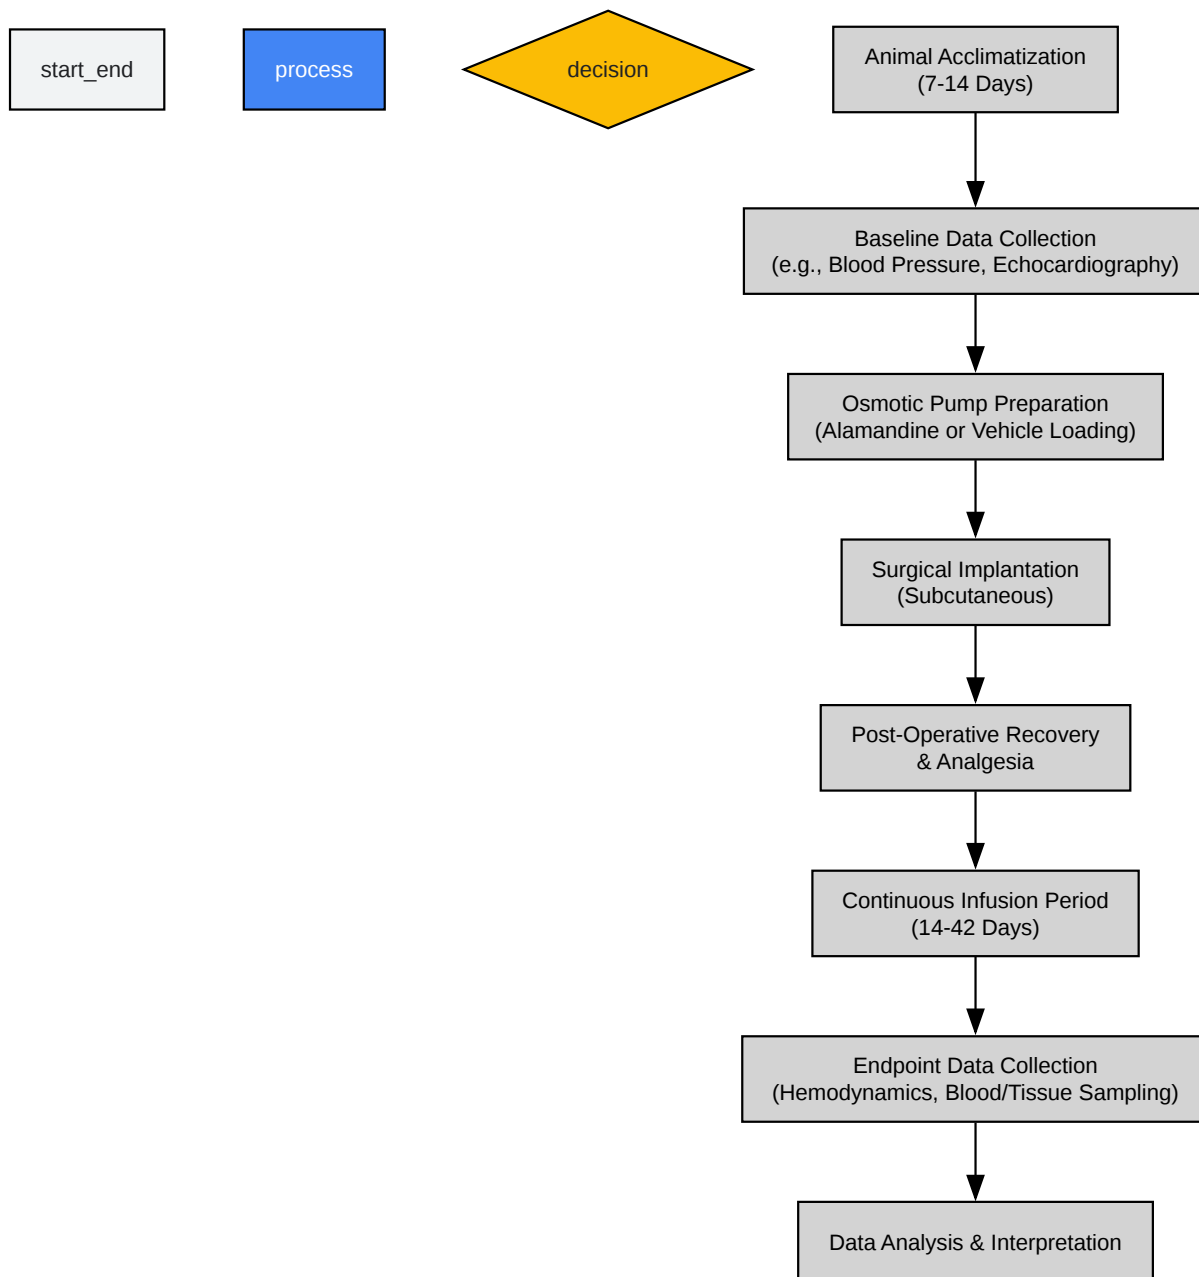 start_end
process
decision
Animal Acclimatization
(7-14 Days)
Baseline Data Collection
(e.g., Blood Pressure, Echocardiography)
Osmotic Pump Preparation
(Alamandine or Vehicle Loading)
Surgical Implantation
(Subcutaneous)
Post-Operative Recovery
& Analgesia
Continuous Infusion Period
(14-42 Days)
Endpoint Data Collection
(Hemodynamics, Blood/Tissue Sampling)
Data Analysis & Interpretation